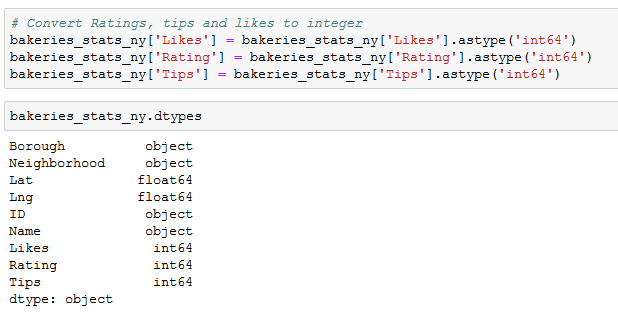 # Convert Ratings, tips and likes to integer
bakeries_stats_ny['Likes'] = bakeries_stats_ny['Likes'].astype('int64')
bakeries_stats_ny['Rating'] = bakeries_stats_ny['Rating'].astype('int64')
bakeries_stats_ny['Tips'] = bakeries_stats_ny['Tips'].astype('int64')
bakeries_stats_ny.dtypes
Borough          object
Neighborhood     object
Lat             float64
Lng             float64
ID               object
Name             object
Likes             int64
Rating            int64
Tips              int64
dtype: object